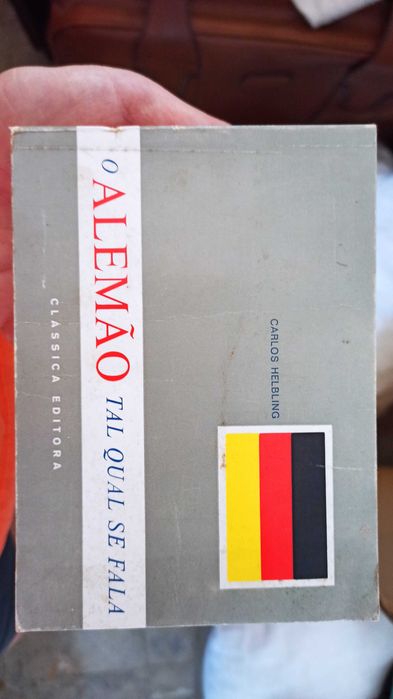 CARLOS HELBLING
O ALEMÃO TAL QUAL SE FALA
CLÁSSICA EDITORA